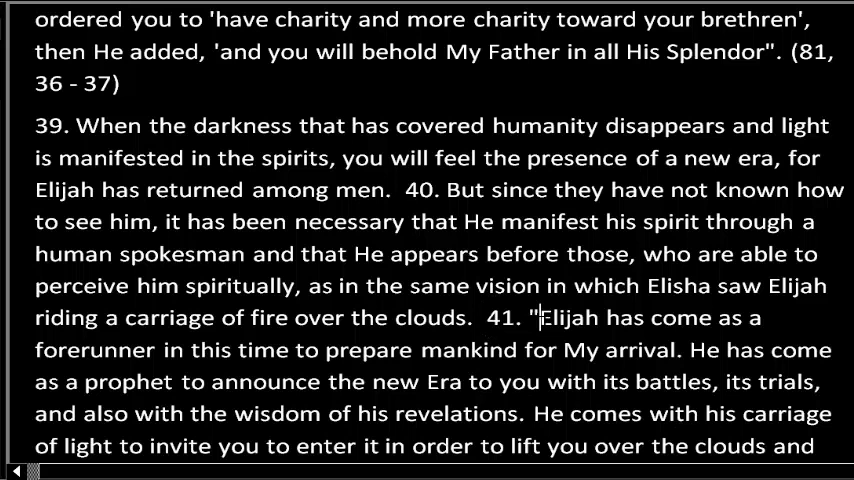 ordered you to 'have charity and more charity toward your brethren',
then He added, 'and you will behold My Father in all His Splendor". (81,
36 - 37)
39. When the darkness that has covered humanity disappears and light
is manifested in the spirits, you will feel the presence of a new era, for
Elijah has returned among men.  40. But since they have not known how
to see him, it has been necessary that He manifest his spirit through a
human spokesman and that He appears before those, who are able to
perceive him spiritually, as in the same vision in which Elisha saw Elijah
riding a carriage of fire over the clouds.  41. "Elijah has come as a
forerunner in this time to prepare mankind for My arrival. He has come
as a prophet to announce the new Era to you with its battles, its trials,
and also with the wisdom of his revelations. He comes with his carriage
of light to invite you to enter it in order to lift you over the clouds and